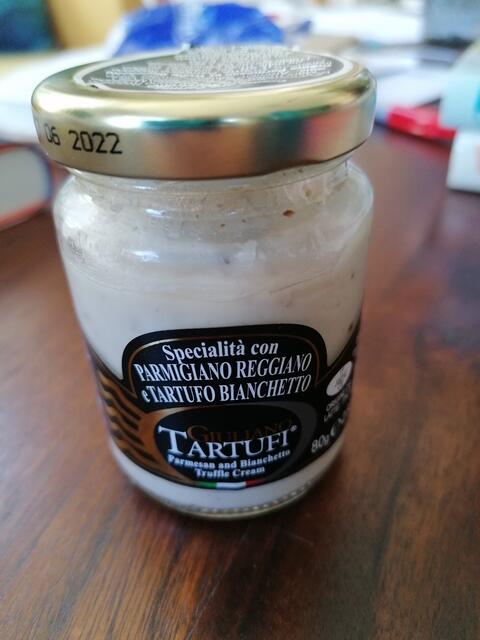 06 2022
Specialità con
PARMIGIANO REGGIANO
e TARTUFO BIANCHETTO
GIULIANO
TARTUFI®
Parmesan and Bianchetto
Truffle Cream
80g